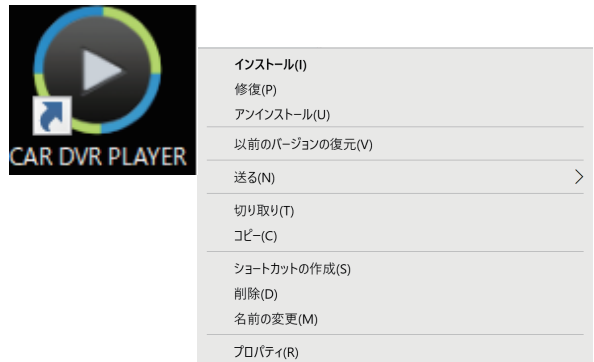 CAR DVR PLAYER
インストール(I)
修復(P)
アンインストール(U)
以前のバージョンの復元(V)
送る(N)
切り取り(T)
コピー(C)
ショートカットの作成(S)
削除(D)
名前の変更(M)
プロパティ(R)